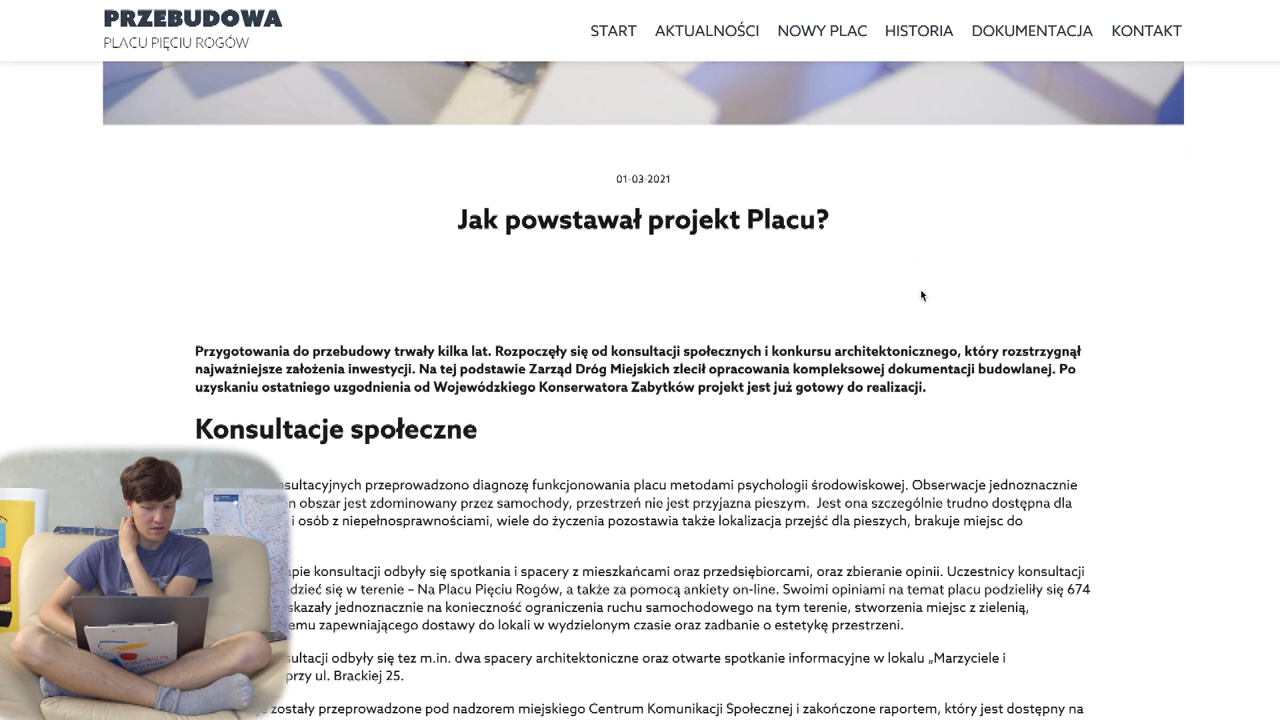 PRZEBUDOWA
PLACU PIĘCIU ROGÓW
START AKTUALNOŚCI NOWY PLAC HISTORIA DOKUMENTACJA KONTAKT
01-03-2021
Jak powstawał projekt Placu?
Przygotowania do przebudowy trwały kilka lat. Rozpoczęły się od konsultacji społecznych i konkursu architektonicznego, który rozstrzygnął
najważniejsze założenia inwestycji. Na tej podstawie Zarząd Dróg Miejskich zlecił opracowania kompleksowej dokumentacji budowlanej. Po
uzyskaniu ostatniego uzgodnienia od Wojewódzkiego Konserwatora Zabytków projekt jest już gotowy do realizacji.
Konsultacje społeczne
sultacyjnych przeprowadzono diagnozę funkcjonowania placu metodami psychologii środowiskowej. Obserwacje jednoznacznie
n obszar jest zdominowany przez samochody, przestrzeń nie jest przyjazna pieszym. Jest ona szczególnie trudno dostępna dla
i osób z niepełnosprawnościami, wiele do życzenia pozostawia także lokalizacja przejść dla pieszych, brakuje miejsc do
apie konsultacji odbyły się spotkania i spacery z mieszkańcami oraz przedsiębiorcami, oraz zbieranie opinii. Uczestnicy konsultacji
dzieć się w terenie – Na Placu Pięciu Rogów, a także za pomocą ankiety on-line. Swoimi opiniami na temat placu podzieliły się 674
skazały jednoznacznie na konieczność ograniczenia ruchu samochodowego na tym terenie, stworzenia miejsc z zielenią,
emu zapewniającego dostawy do lokali w wydzielonym czasie oraz zadbanie o estetykę przestrzeni.
sultacji odbyły się tez m.in. dwa spacery architektoniczne oraz otwarte spotkanie informacyjne w lokalu „Marzyciele i
przy ul. Brackiej 25.
zostały przeprowadzone pod nadzorem miejskiego Centrum Komunikacji Społecznej i zakończone raportem, który jest dostępny na